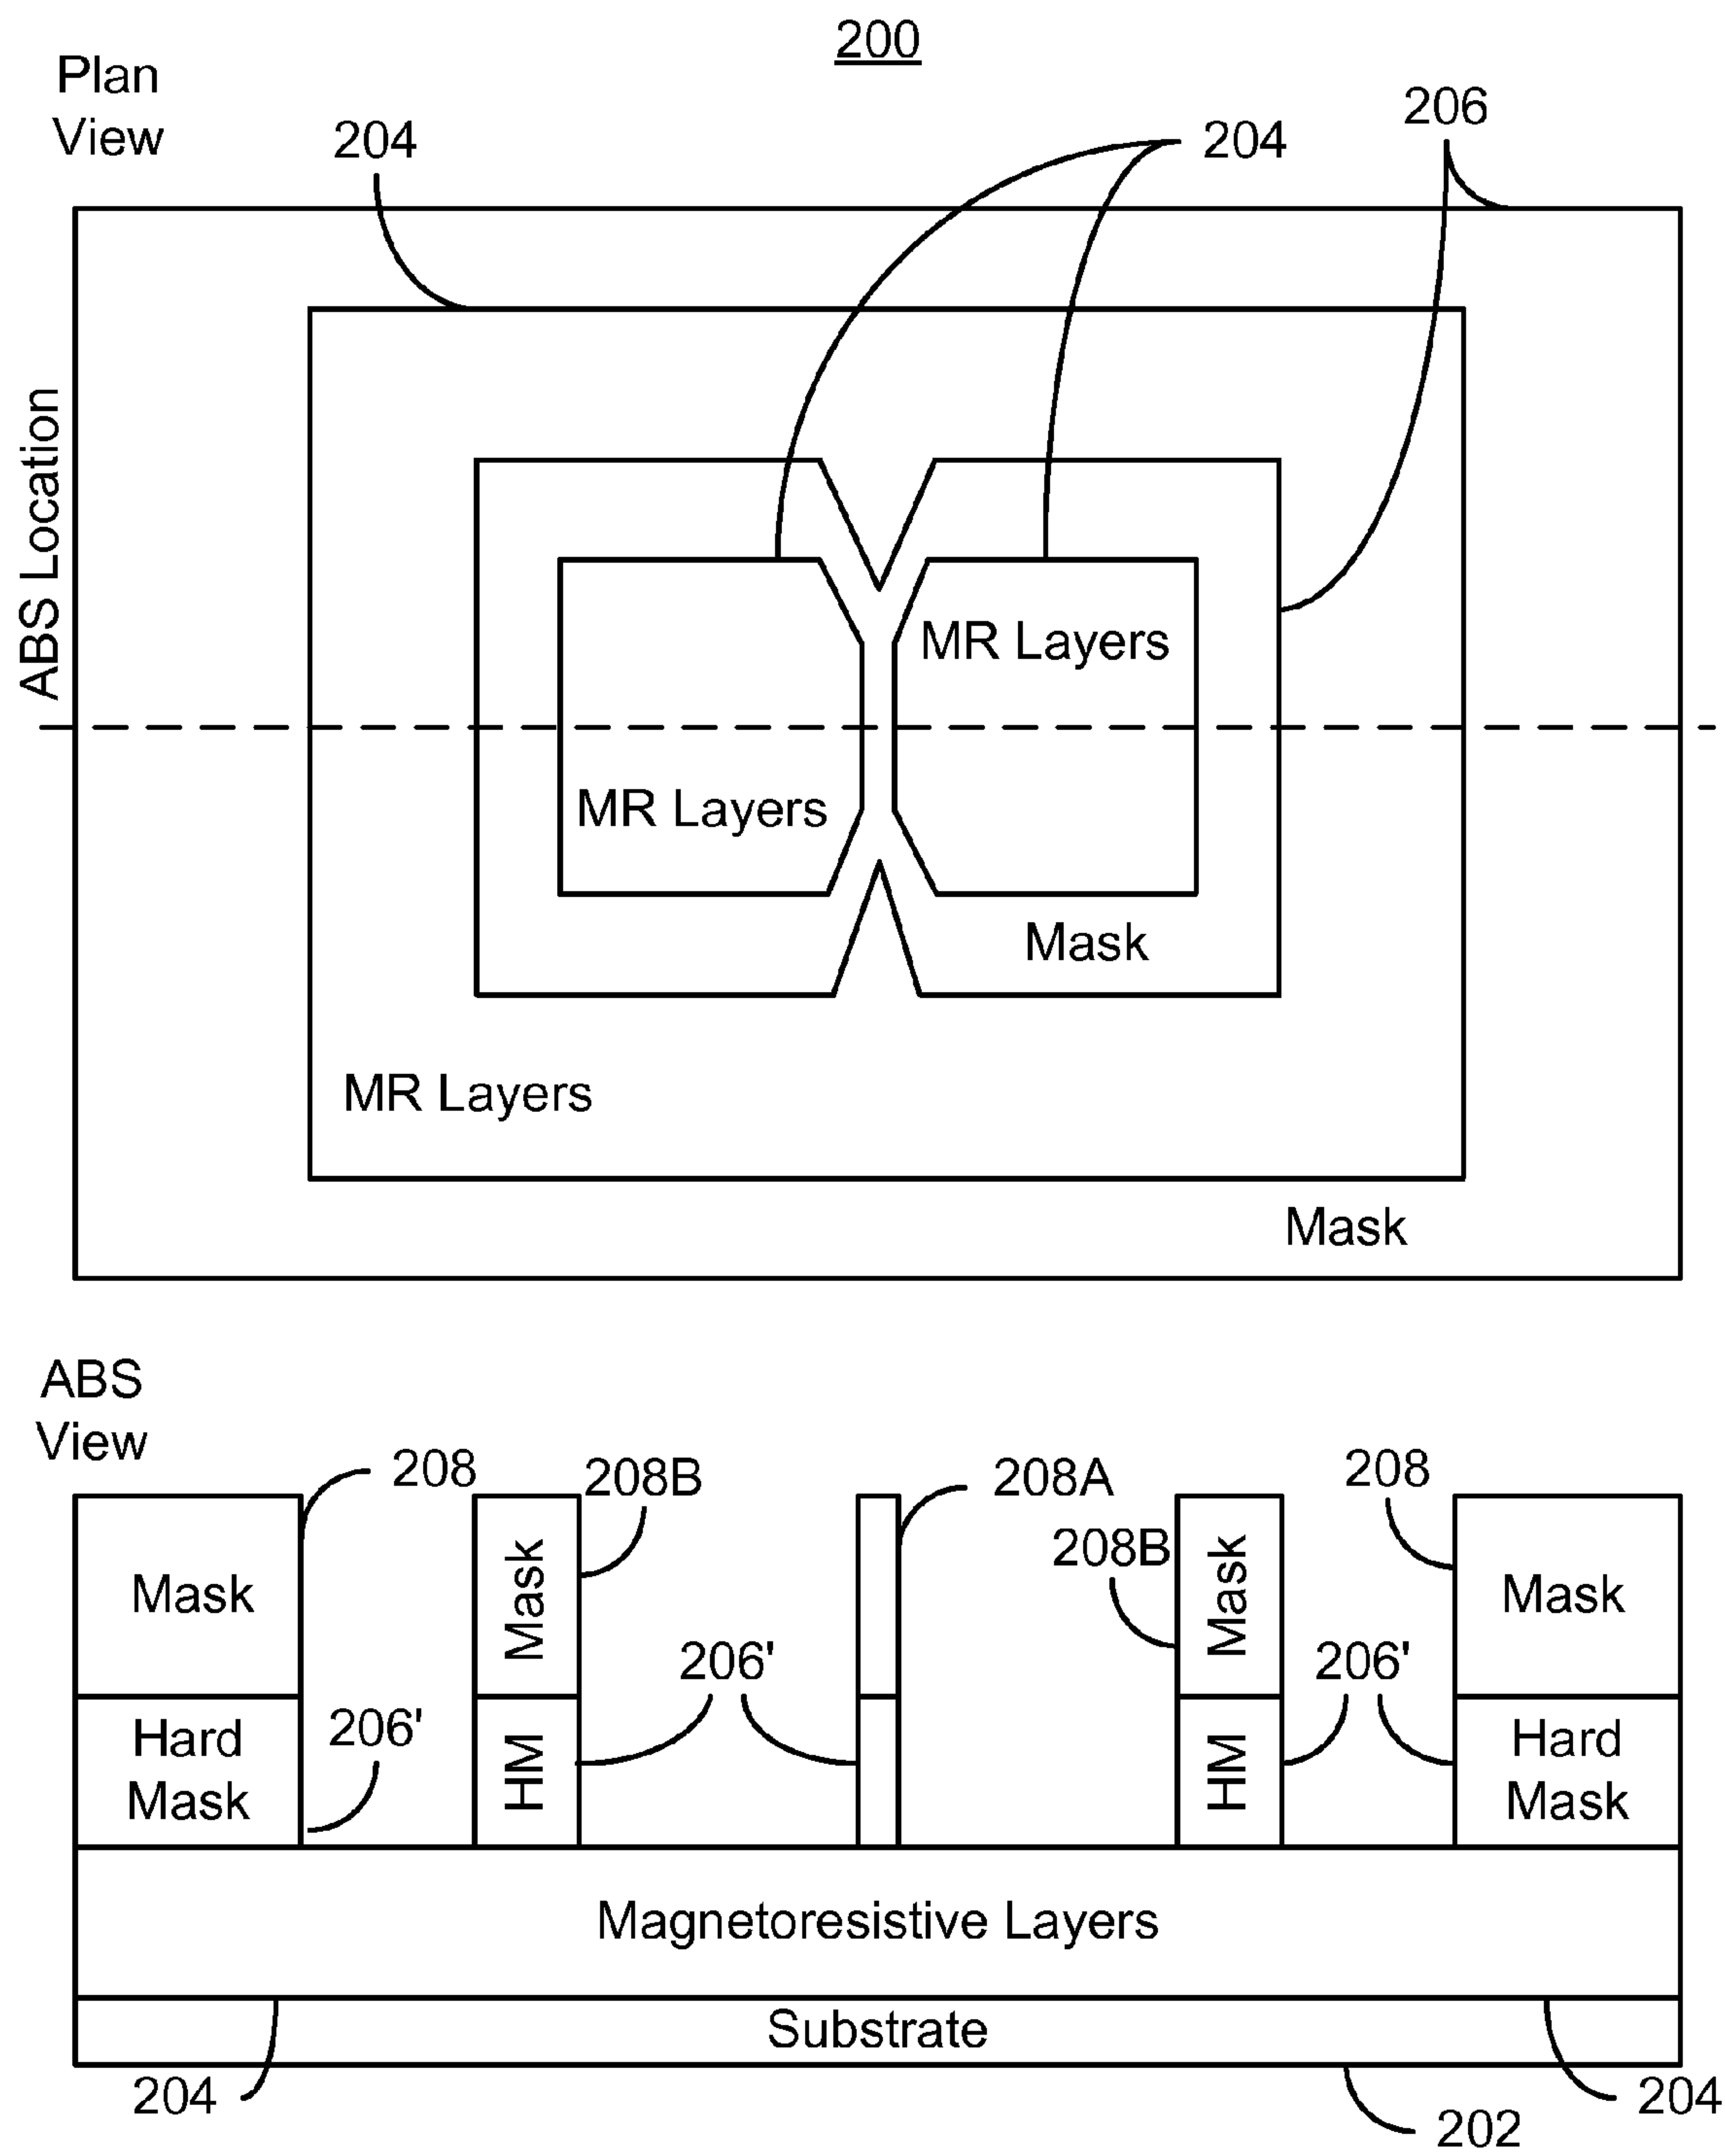 200
Plan
View
204
204
206
ABS Location
MR Layers
MR Layers
Mask
MR Layers
Mask
ABS
View
208
208B
208A
208B
208
Mask
Mask
Mask
Mask
206'
206'
206'
Hard
Mask
HM
HM
Hard
Mask
Magnetoresistive Layers
Substrate
204
204
202